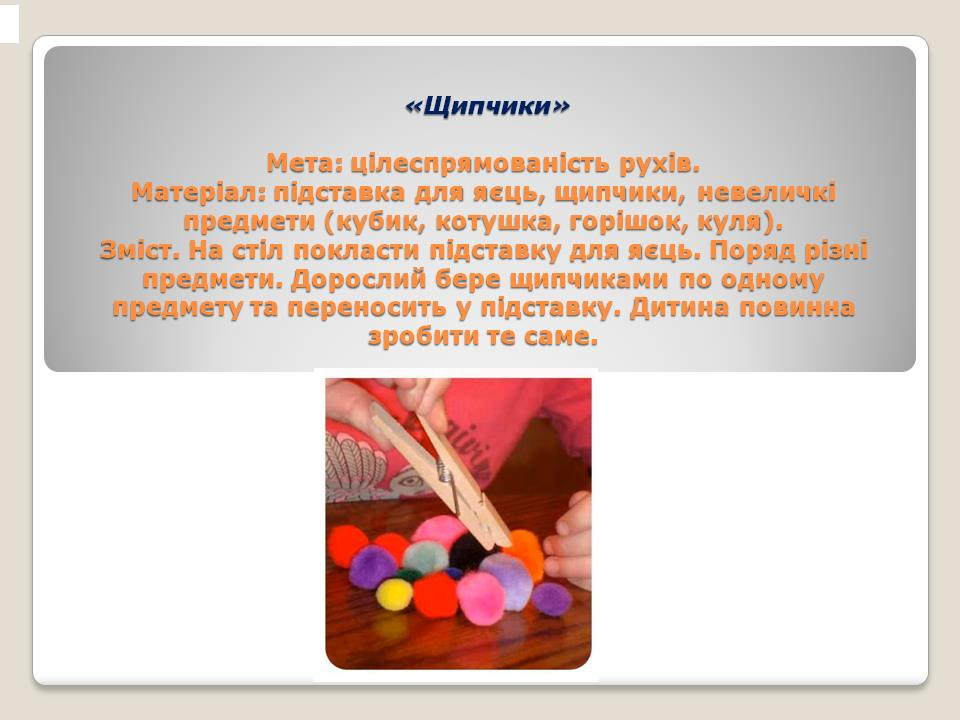 «Щипчики»
Мета: цілеспрямованість рухів.
Матеріал: підставка для яєць, щипчики, невеличкі
предмети (кубик, котушка, горішок, куля).
Зміст. На стіл покласти підставку для яєць. Поряд різні
предмети. Дорослий бере щипчиками по одному
предмету та переносить у підставку. Дитина повинна
зробити те саме.